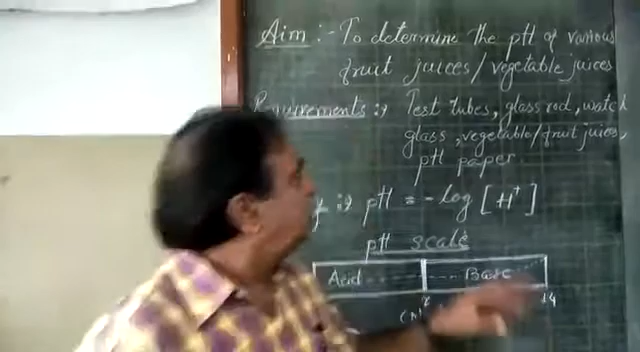 Aim :- To determine the pH of various
fruit juices/vegetable juices
Requirements :> Test tubes, glass rod, watch
glass, vegetable/fruit juices,
pH paper.
y :> pH = -log [H+]
pH scale
Acid ---- ---Base---
7 14
(N)